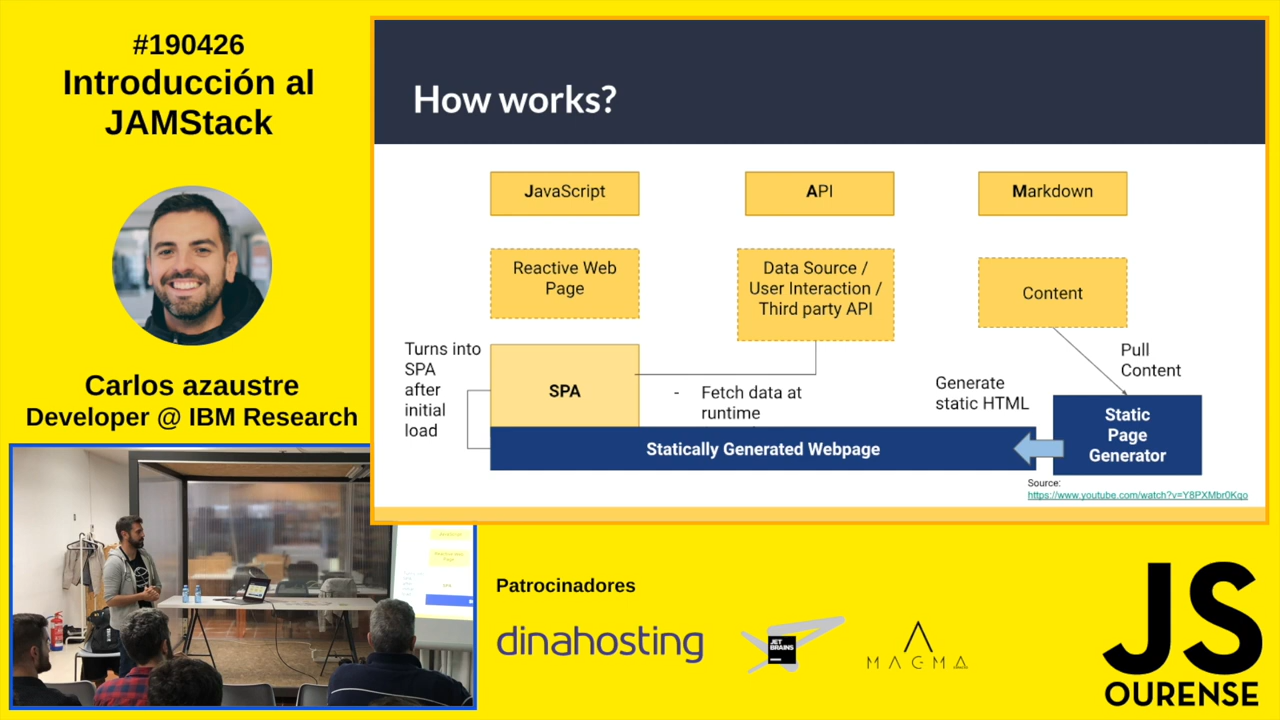 #190426
Introducción al
JAMStack
Carlos azaustre
Developer @ IBM Research
How works?
JavaScript
API
Markdown
Reactive Web
Page
Data Source /
User Interaction /
Third party API
Content
Turns into
SPA
after
initial
load
SPA
- Fetch data at
runtime
Generate
static HTML
Pull
Content
Static
Page
Generator
Statically Generated Webpage
Source:
https://www.youtube.com/watch?v=Y8PXMbr0Kqo
Patrocinadores
dinahosting
JET
BRAINS
MAGMA
JS
OURENSE